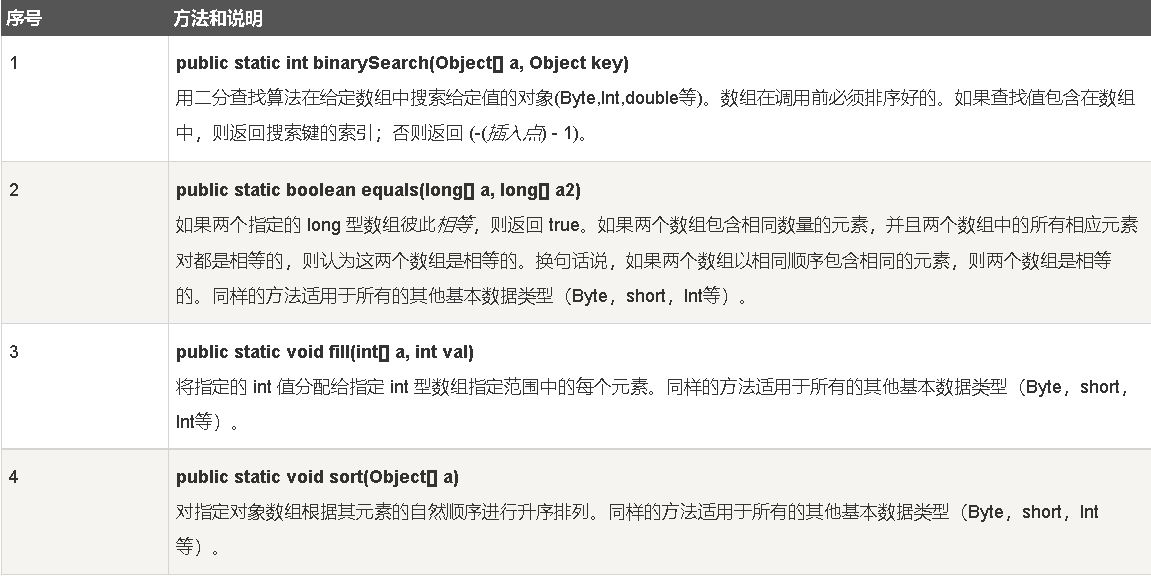 序号 方法和说明
1 public static int binarySearch(Object[] a, Object key)
用二分查找算法在给定数组中搜索给定值的对象(Byte,Int,double等)。数组在调用前必须排序好的。如果查找值包含在数组
中，则返回搜索键的索引；否则返回 (-(插入点) - 1)。
2 public static boolean equals(long[] a, long[] a2)
如果两个指定的 long 型数组彼此相等，则返回 true。如果两个数组包含相同数量的元素，并且两个数组中的所有相应元素
对都是相等的，则认为这两个数组是相等的。换句话说，如果两个数组以相同顺序包含相同的元素，则两个数组是相等
的。同样的方法适用于所有的其他基本数据类型（Byte，short，Int等）。
3 public static void fill(int[] a, int val)
将指定的 int 值分配给指定 int 型数组指定范围中的每个元素。同样的方法适用于所有的其他基本数据类型（Byte，short，
Int等）。
4 public static void sort(Object[] a)
对指定对象数组根据其元素的自然顺序进行升序排列。同样的方法适用于所有的其他基本数据类型（Byte，short，Int
等）。